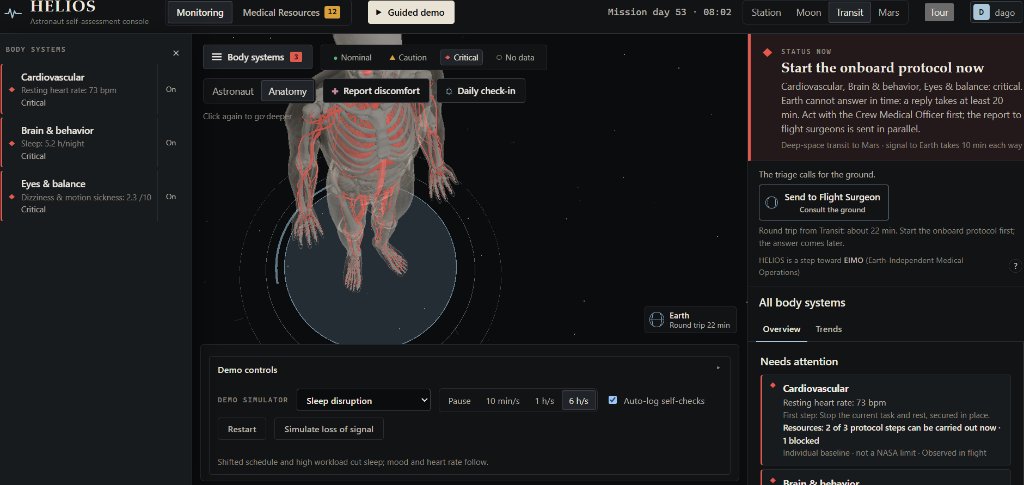 HELIOS
Astronaut self-assessment console
Monitoring
Medical Resources 12
Guided demo
Mission day 53 · 08:02
Station
Moon
Transit
Mars
Tour
D
dago
BODY SYSTEMS
×
Cardiovascular
Resting heart rate: 73 bpm
Critical
On
Brain & behavior
Sleep: 5.2 h/night
Critical
On
Eyes & balance
Dizziness & motion sickness: 2.3 /10
Critical
On
Body systems 3
Nominal
Caution
Critical
No data
Astronaut
Anatomy
Report discomfort
Daily check-in
Click again to go deeper
Earth
Round trip 22 min
Demo controls
DEMO SIMULATOR
Sleep disruption
Pause
10 min/s
1 h/s
6 h/s
Auto-log self-checks
Restart
Simulate loss of signal
Shifted schedule and high workload cut sleep; mood and heart rate follow.
STATUS NOW
Start the onboard protocol now
Cardiovascular, Brain & behavior, Eyes & balance: critical.
Earth cannot answer in time: a reply takes at least 20
min. Act with the Crew Medical Officer first; the report to
flight surgeons is sent in parallel.
Deep-space transit to Mars · signal to Earth takes 10 min each way
The triage calls for the ground.
Send to Flight Surgeon
Consult the ground
Round trip from Transit: about 22 min. Start the onboard protocol first;
the answer comes later.
HELIOS is a step toward EIMO (Earth-Independent Medical
Operations)
?
All body systems
Overview
Trends
Needs attention
Cardiovascular
Resting heart rate: 73 bpm
First step: Stop the current task and rest, secured in place.
Resources: 2 of 3 protocol steps can be carried out now ·
1 blocked
Individual baseline · not a NASA limit · Observed in flight
Brain & behavior